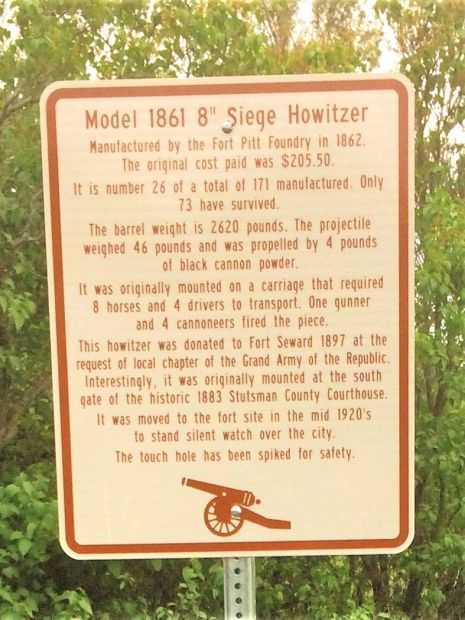 Model 1861 8" Siege Howitzer
Manufactured by the Fort Pitt Foundry in 1862.
The original cost paid was $205.50.
It is number 26 of a total of 171 manufactured. Only
73 have survived.
The barrel weight is 2620 pounds. The projectile
weighed 46 pounds and was propelled by 4 pounds
of black cannon powder.
It was originally mounted on a carriage that required
8 horses and 4 drivers to transport. One gunner
and 4 cannoneers fired the piece.
This howitzer was donated to Fort Seward 1897 at the
request of local chapter of the Grand Army of the Republic.
Interestingly, it was originally mounted at the south
gate of the historic 1883 Stutsman County Courthouse.
It was moved to the fort site in the mid 1920's
to stand silent watch over the city.
The touch hole has been spiked for safety.